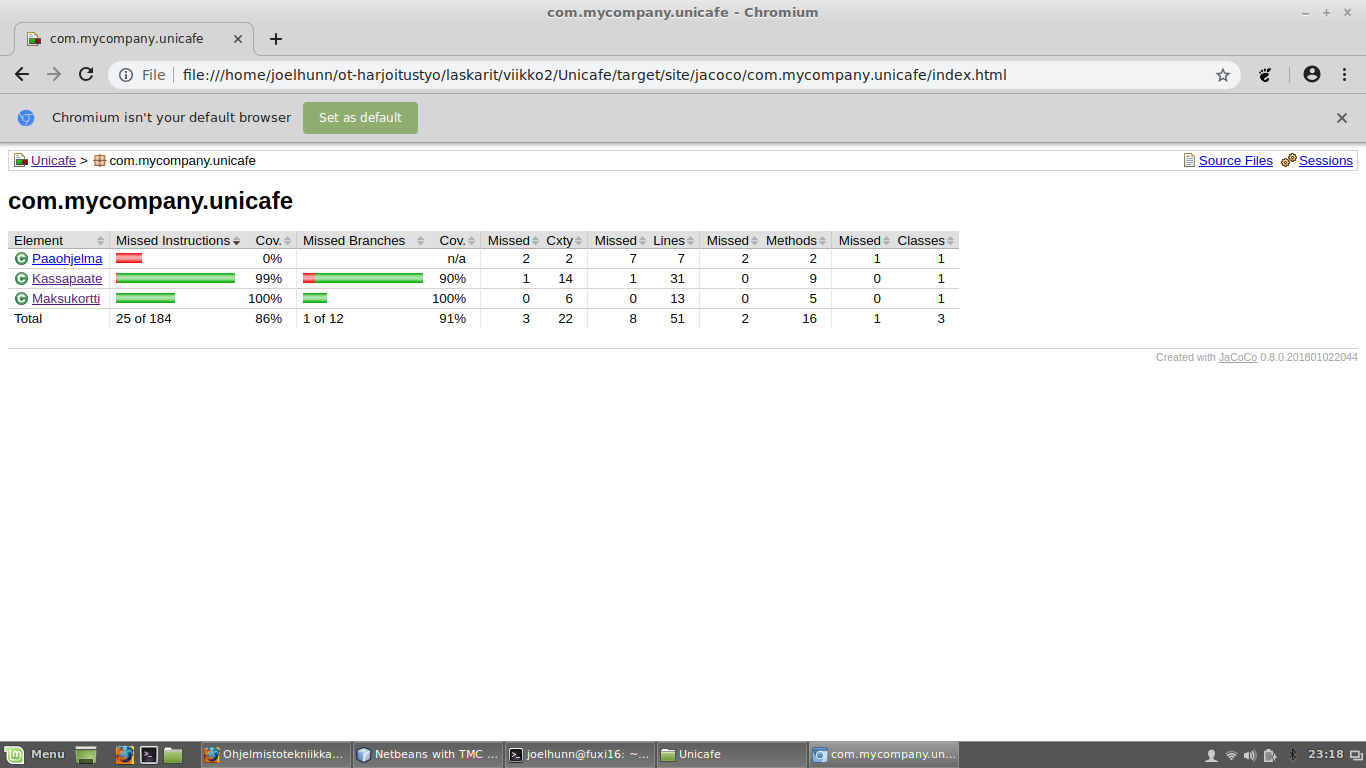 com.mycompany.unicafe - Chromium
com.mycompany.unicafe
File file:///home/joelhunn/ot-harjoitustyo/laskarit/viikko2/Unicafe/target/site/jacoco/com.mycompany.unicafe/index.html
Chromium isn't your default browser Set as default
Unicafe > com.mycompany.unicafe Source Files Sessions
com.mycompany.unicafe
Element Missed Instructions Cov. Missed Branches Cov. Missed Cxty Missed Lines Missed Methods Missed Classes
Paaohjelma 0% n/a 2 2 7 7 2 2 1 1
Kassapaate 99% 90% 1 14 1 31 0 9 0 1
Maksukortti 100% 100% 0 6 0 13 0 5 0 1
Total 25 of 184 86% 1 of 12 91% 3 22 8 51 2 16 1 3
Created with JaCoCo 0.8.0.201801022044
Menu Ohjelmistotekniikka... Netbeans with TMC ... joelhunn@fuxi16: ~... Unicafe com.mycompany.un... 23:18